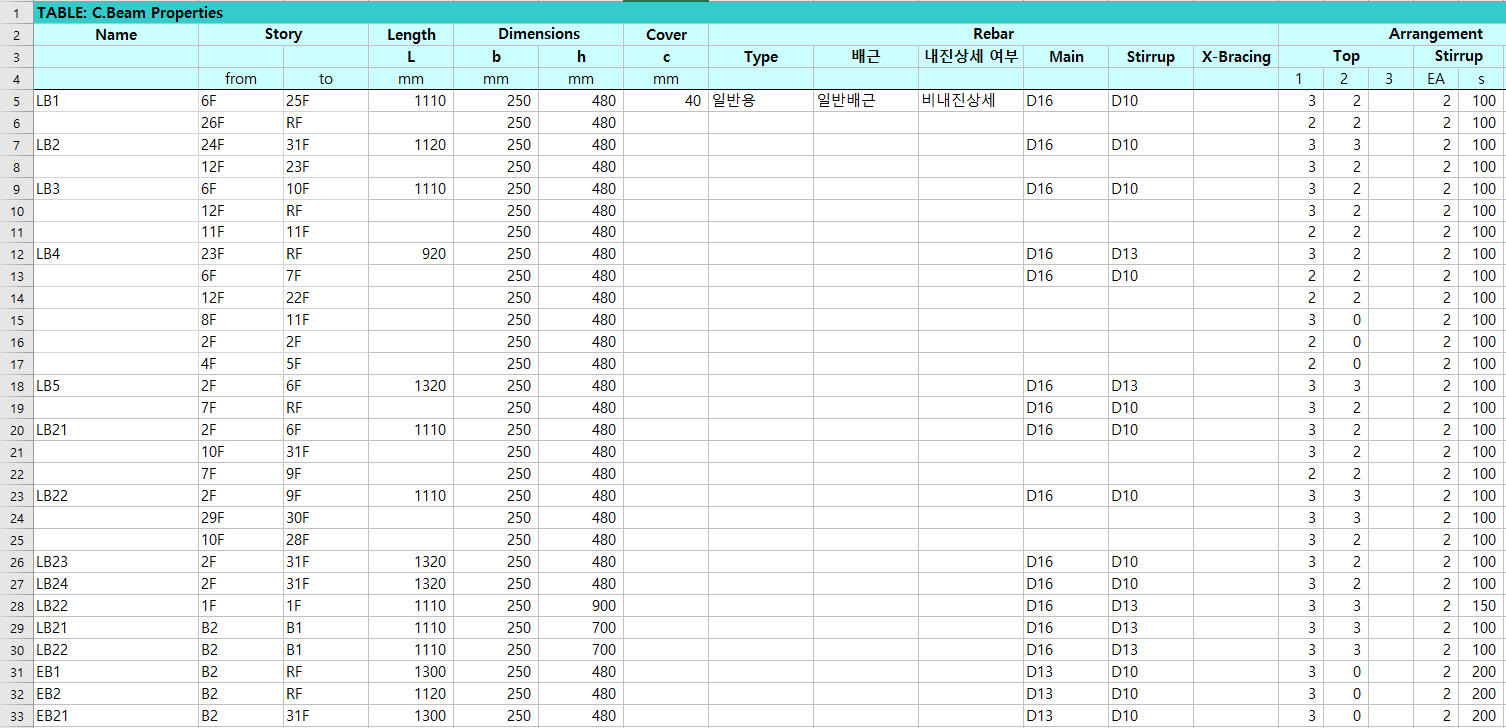 1 TABLE: C.Beam Properties
2 Name Story Length Dimensions Cover Rebar Arrangement
3 L b h c Type 배근 내진상세 여부 Main Stirrup X-Bracing Top Stirrup
4 from to mm mm mm mm 1 2 3 EA s
5 LB1 6F 25F 1110 250 480 40 일반용 일반배근 비내진상세 D16 D10 3 2 2 100
6 26F RF 250 480 2 2 2 100
7 LB2 24F 31F 1120 250 480 D16 D10 3 3 2 100
8 12F 23F 250 480 3 2 2 100
9 LB3 6F 10F 1110 250 480 D16 D10 3 2 2 100
10 12F RF 250 480 3 2 2 100
11 11F 11F 250 480 2 2 2 100
12 LB4 23F RF 920 250 480 D16 D13 3 2 2 100
13 6F 7F 250 480 D16 D10 2 2 2 100
14 12F 22F 250 480 2 2 2 100
15 8F 11F 250 480 3 0 2 100
16 2F 2F 250 480 2 0 2 100
17 4F 5F 250 480 2 0 2 100
18 LB5 2F 6F 1320 250 480 D16 D13 3 3 2 100
19 7F RF 250 480 D16 D10 3 2 2 100
20 LB21 2F 6F 1110 250 480 D16 D10 3 2 2 100
21 10F 31F 250 480 3 2 2 100
22 7F 9F 250 480 2 2 2 100
23 LB22 2F 9F 1110 250 480 D16 D10 3 3 2 100
24 29F 30F 250 480 3 3 2 100
25 10F 28F 250 480 3 2 2 100
26 LB23 2F 31F 1320 250 480 D16 D10 3 2 2 100
27 LB24 2F 31F 1320 250 480 D16 D10 3 2 2 100
28 LB22 1F 1F 1110 250 900 D16 D13 3 3 2 150
29 LB21 B2 B1 1110 250 700 D16 D13 3 3 2 100
30 LB22 B2 B1 1110 250 700 D16 D13 3 3 2 100
31 EB1 B2 RF 1300 250 480 D13 D10 3 0 2 200
32 EB2 B2 RF 1120 250 480 D13 D10 3 0 2 200
33 EB21 B2 31F 1300 250 480 D13 D10 3 0 2 200